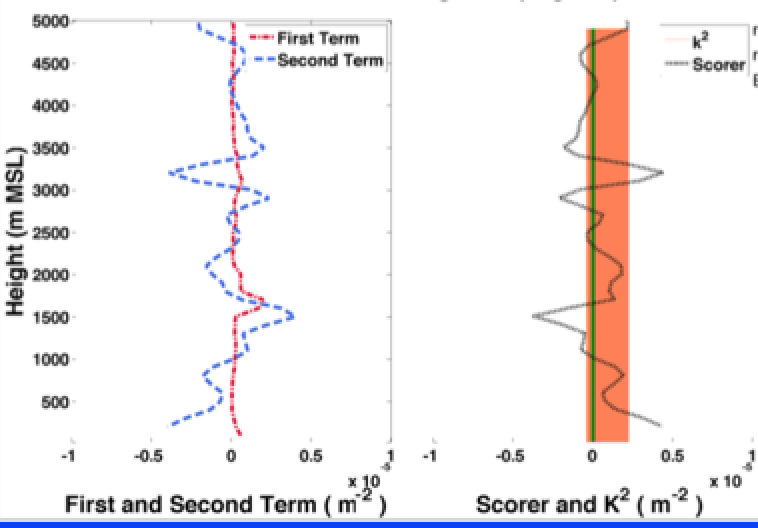 First Term
Second Term
k²
Scorer
Height (m MSL)
5000
4500
4000
3500
3000
2500
2000
1500
1000
500
-1 -0.5 0 0.5 1
-1 -0.5 0 0.5 1
x 10
x 10
First and Second Term ( m⁻² )
Scorer and K² ( m⁻² )